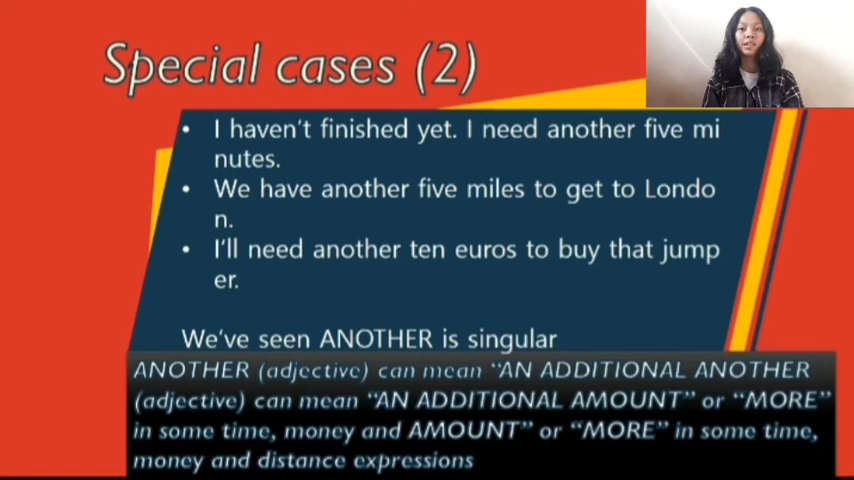 Special cases (2)
• I haven't finished yet. I need another five mi
nutes.
• We have another five miles to get to Londo
n.
• I'll need another ten euros to buy that jump
er.
We've seen ANOTHER is singular
ANOTHER (adjective) can mean "AN ADDITIONAL ANOTHER
(adjective) can mean "AN ADDITIONAL AMOUNT" or "MORE"
in some time, money and AMOUNT" or "MORE" in some time,
money and distance expressions